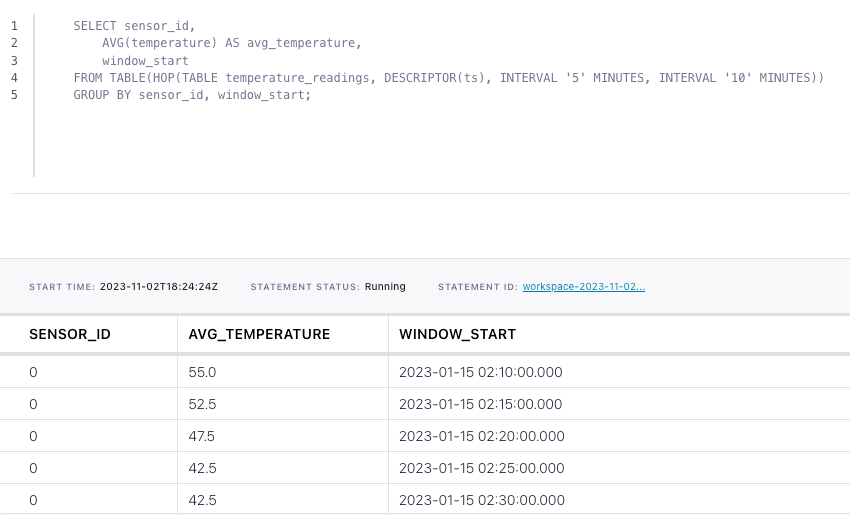 1 SELECT sensor_id,
2 AVG(temperature) AS avg_temperature,
3 window_start
4 FROM TABLE(HOP(TABLE temperature_readings, DESCRIPTOR(ts), INTERVAL '5' MINUTES, INTERVAL '10' MINUTES))
5 GROUP BY sensor_id, window_start;
START TIME: 2023-11-02T18:24:24Z STATEMENT STATUS: Running STATEMENT ID: workspace-2023-11-02...
SENSOR_ID AVG_TEMPERATURE WINDOW_START
0 55.0 2023-01-15 02:10:00.000
0 52.5 2023-01-15 02:15:00.000
0 47.5 2023-01-15 02:20:00.000
0 42.5 2023-01-15 02:25:00.000
0 42.5 2023-01-15 02:30:00.000